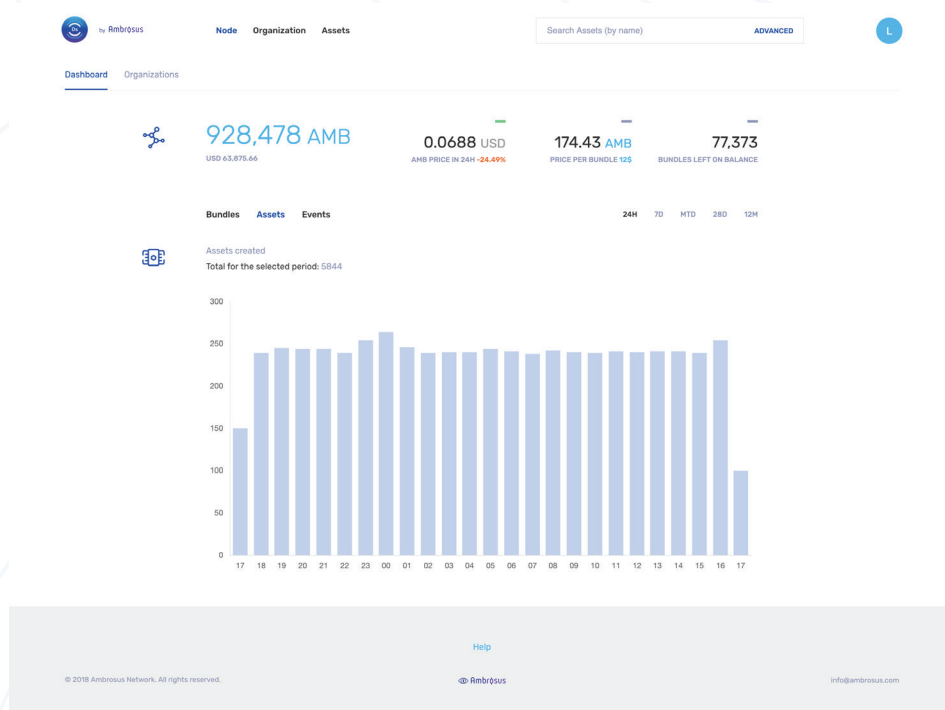 Ds by Ambrosus Node Organization Assets Search Assets (by name) ADVANCED L
Dashboard Organizations
928,478 AMB
USD 63,875.66
0.0688 USD
AMB PRICE IN 24H -24.49%
174.43 AMB
PRICE PER BUNDLE 12$
77,373
BUNDLES LEFT ON BALANCE
Bundles Assets Events 24H 7D MTD 28D 12M
Assets created
Total for the selected period: 5844
300
250
200
150
100
50
0
17 18 19 20 21 22 23 00 01 02 03 04 05 06 07 08 09 10 11 12 13 14 15 16 17
Help
© 2018 Ambrosus Network. All rights reserved. Ambrosus info@ambrosus.com